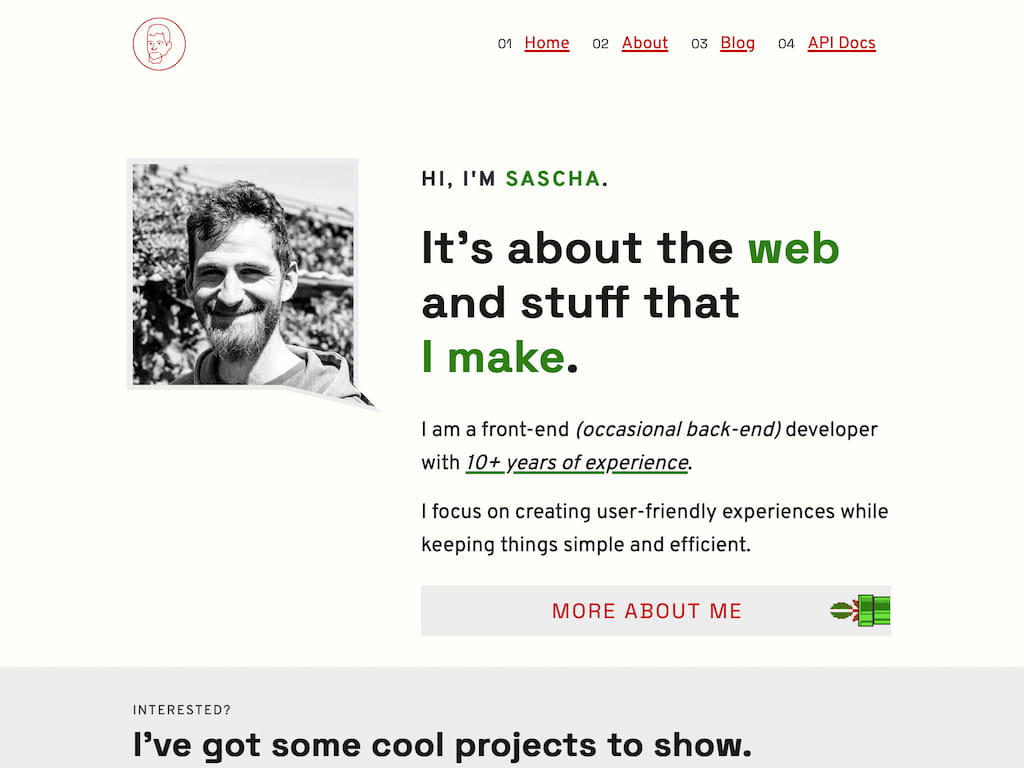 01 Home 02 About 03 Blog 04 API Docs
HI, I'M SASCHA.
It’s about the web
and stuff that
I make.
I am a front-end (occasional back-end) developer
with 10+ years of experience.
I focus on creating user-friendly experiences while
keeping things simple and efficient.
MORE ABOUT ME
INTERESTED?
I’ve got some cool projects to show.